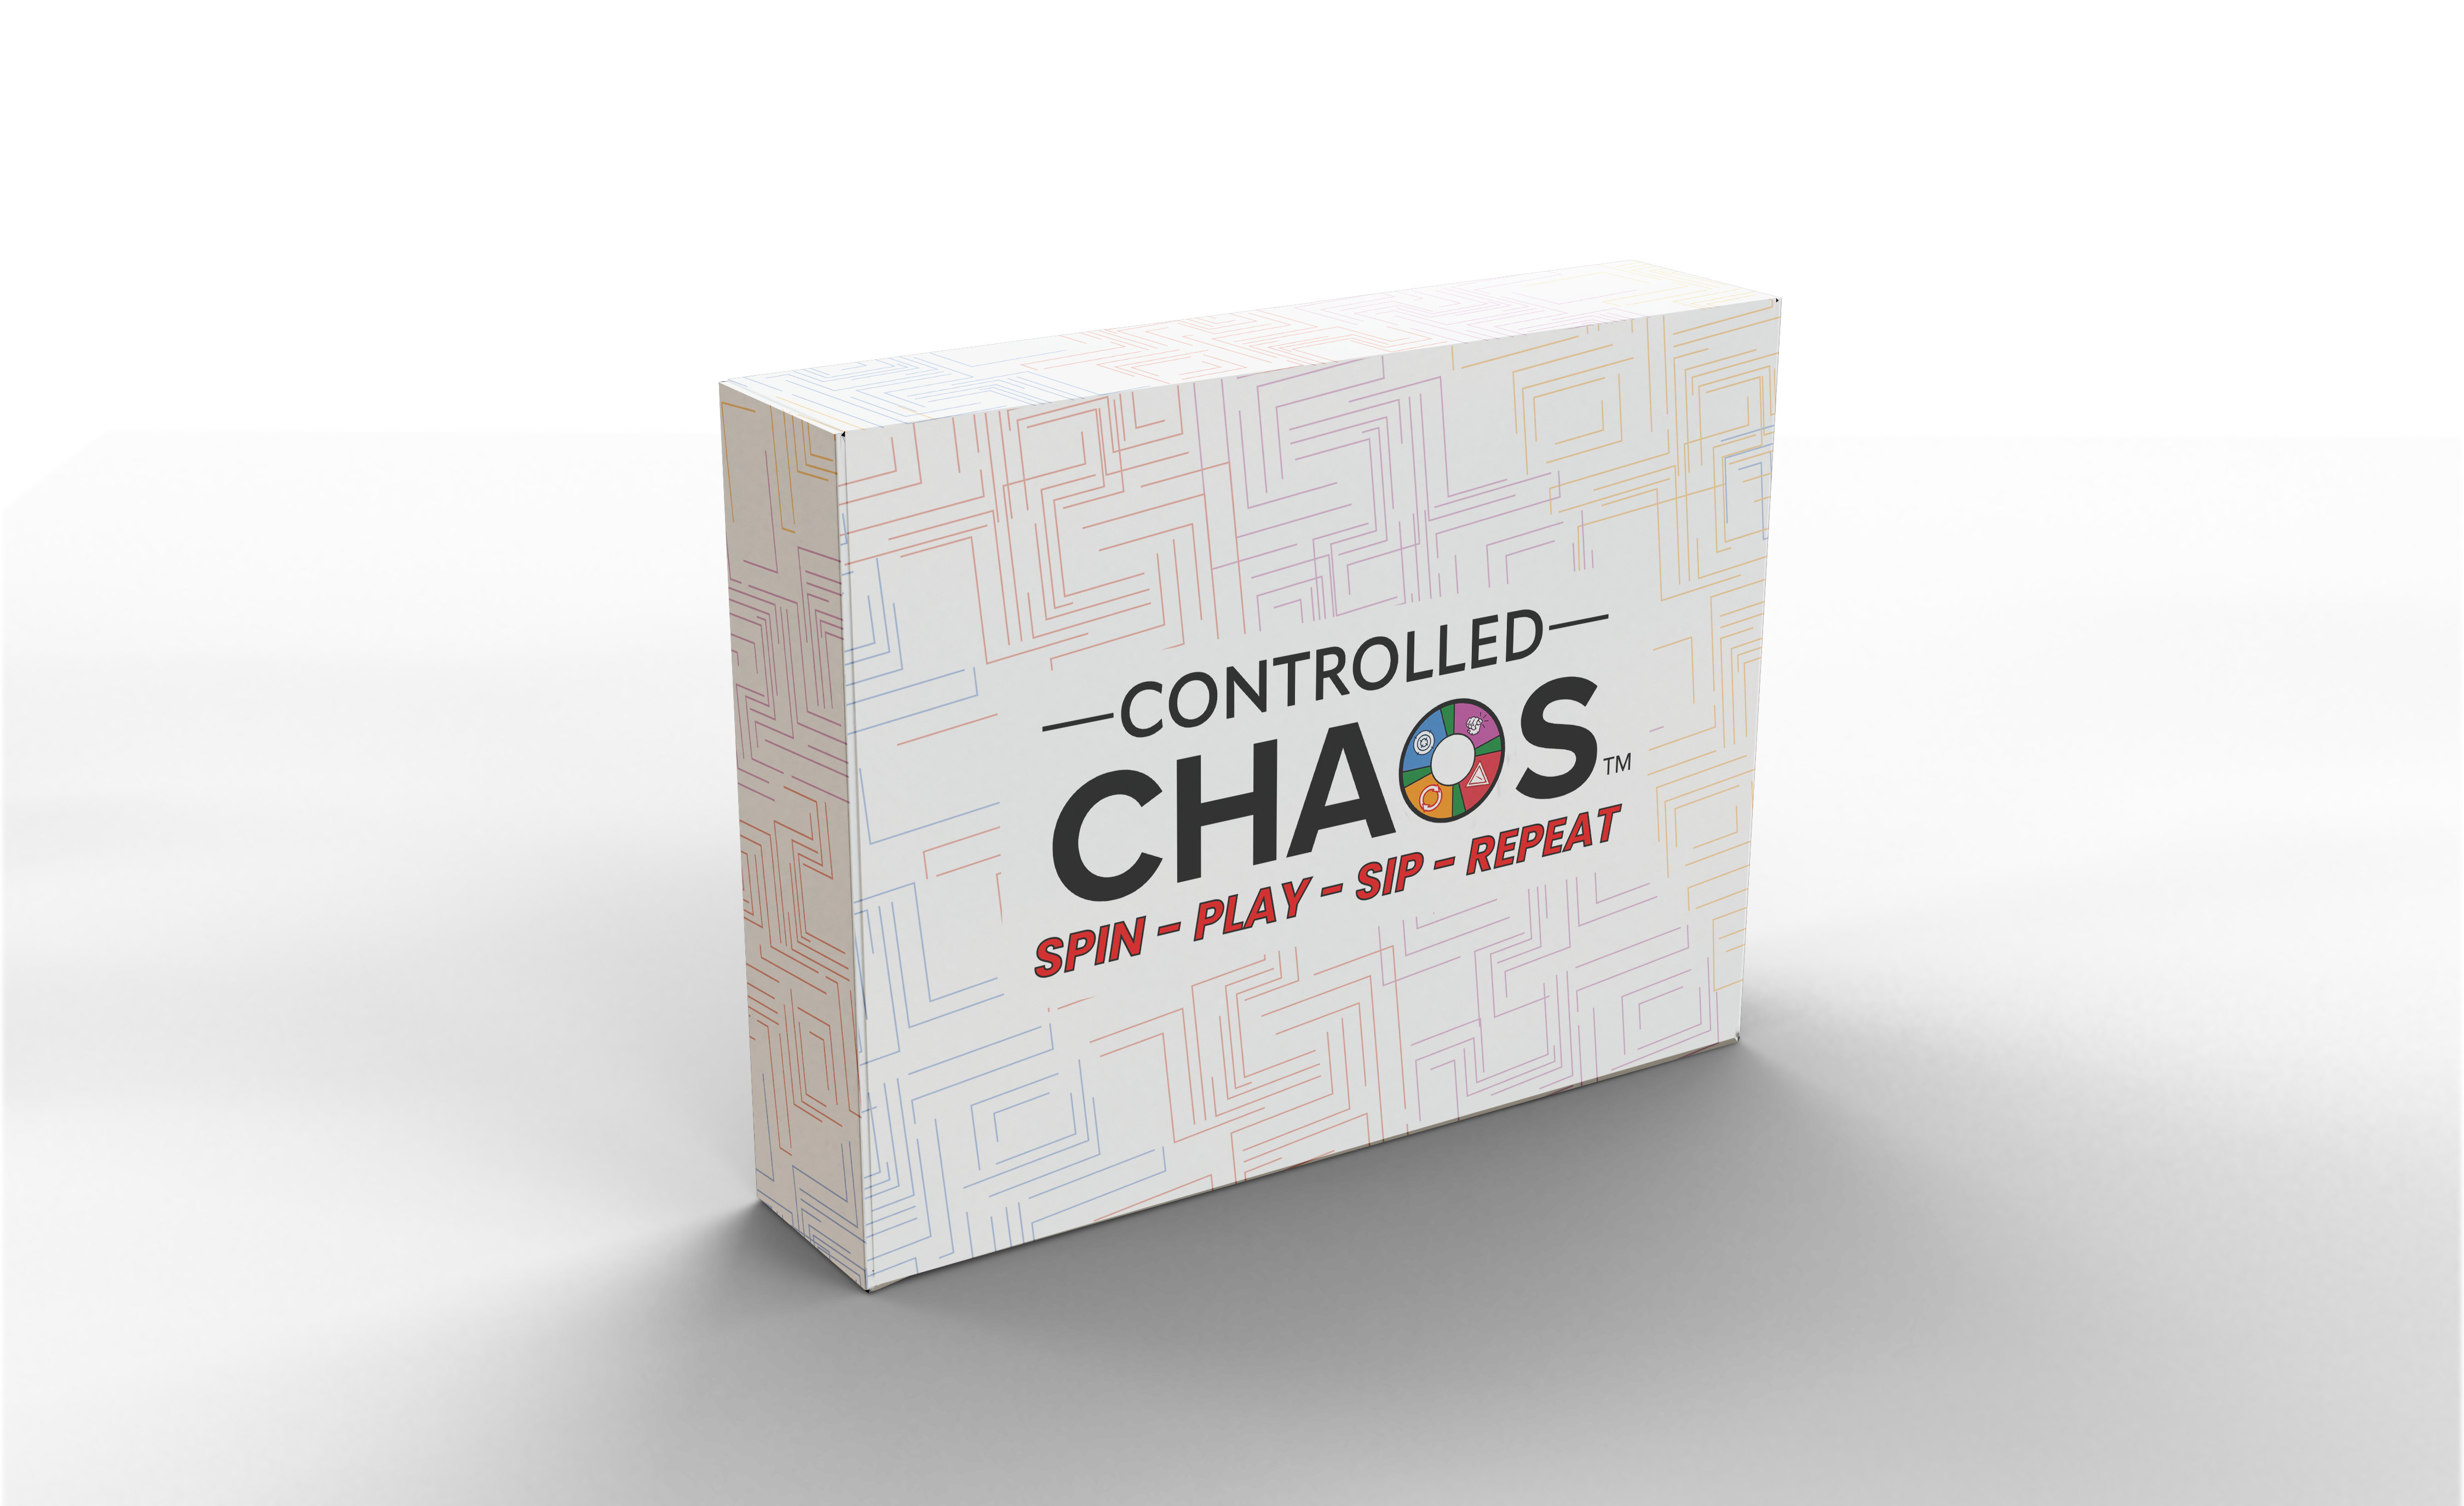 —CONTROLLED—
CHAOS™
SPIN – PLAY – SIP – REPEAT